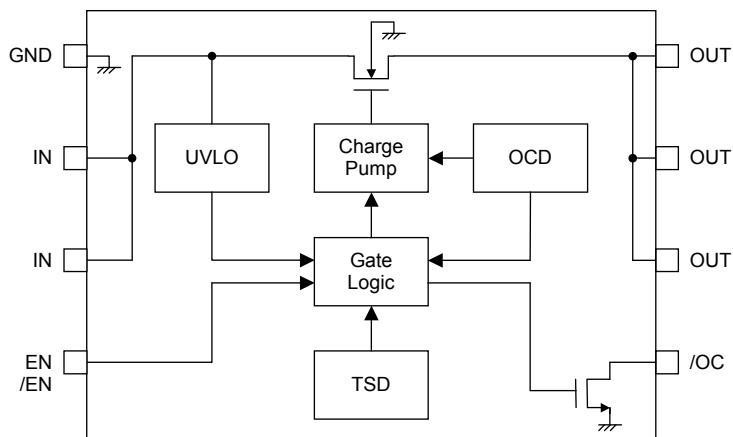 GND
OUT
UVLO
Charge
Pump
OCD
IN
OUT
IN
Gate
Logic
OUT
EN
/EN
TSD
/OC